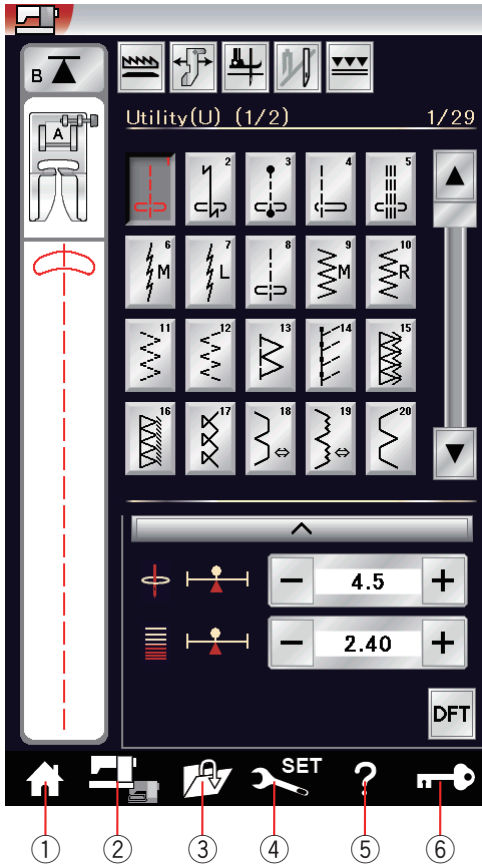 B
A
Utility(U) (1/2) 1/29
1 2 3 4 5
6 M 7 L 8 9 M 10 R
11 12 13 14 15
16 17 18 19 20
− 4.5 +
− 2.40 +
DFT
SET
?
① ② ③ ④ ⑤ ⑥